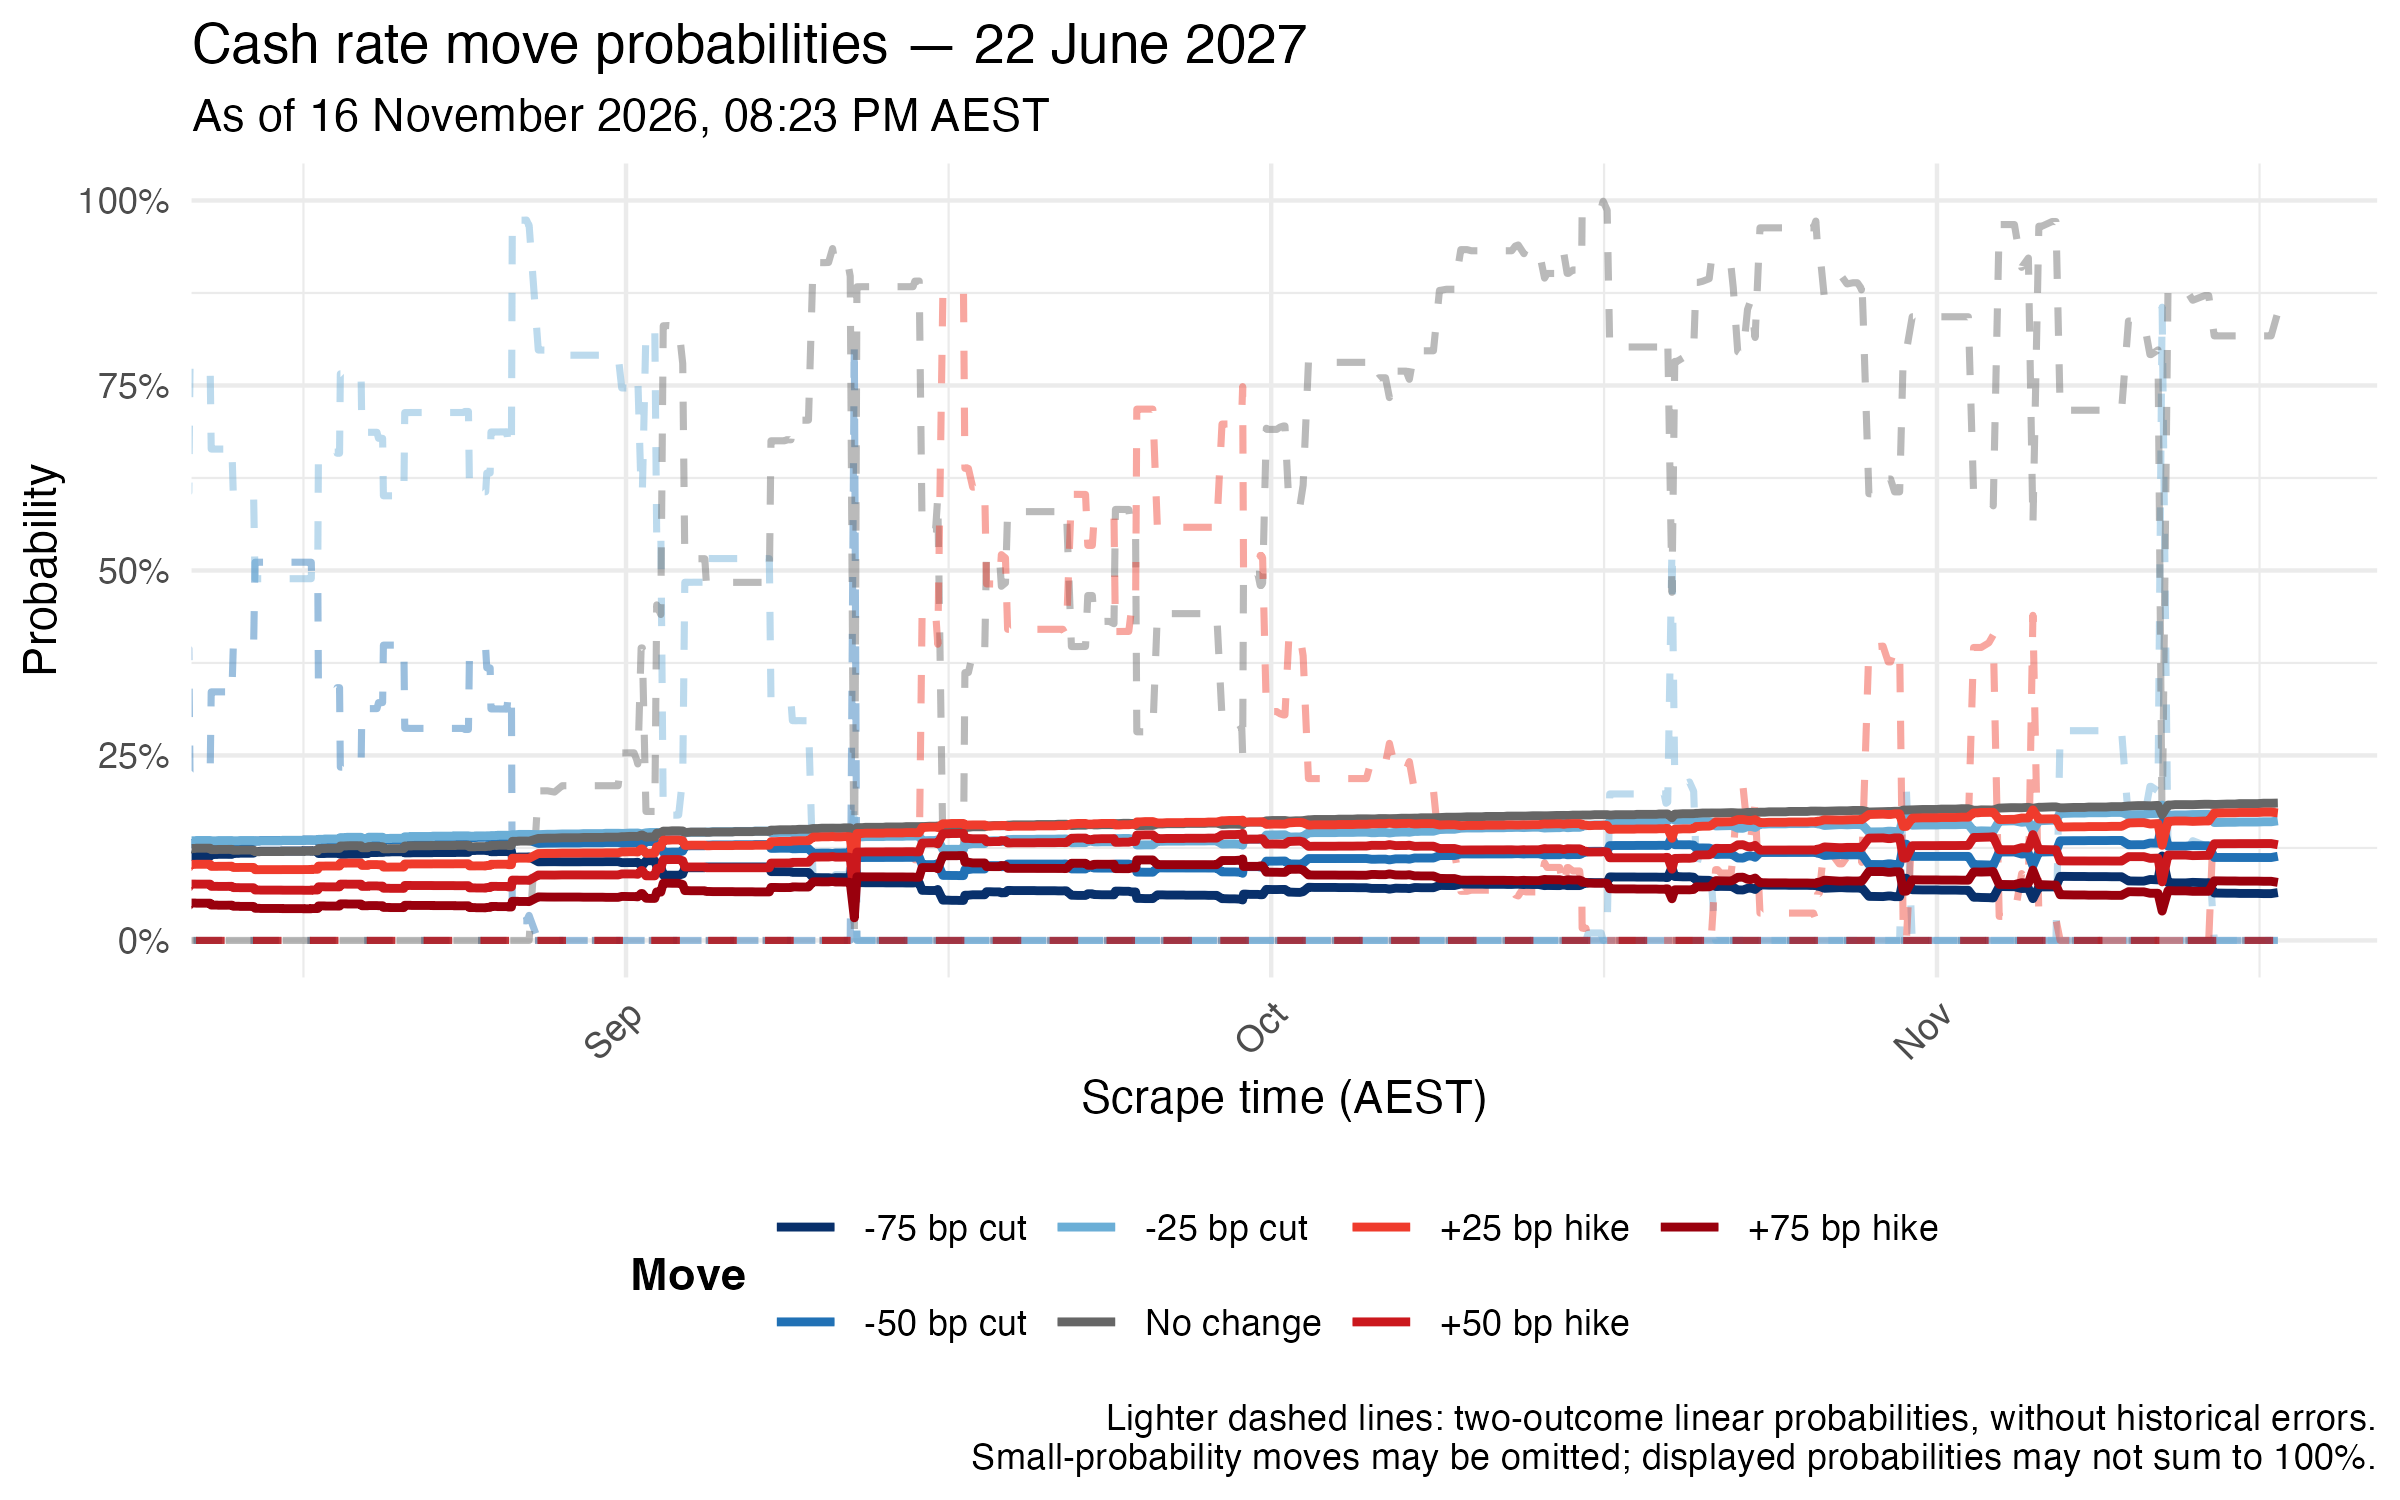 Cash rate move probabilities — 22 June 2027
As of 16 November 2026, 08:23 PM AEST
Probability
100%
75%
50%
25%
0%
Sep
Oct
Nov
Scrape time (AEST)
Move
-75 bp cut
-25 bp cut
+25 bp hike
+75 bp hike
-50 bp cut
No change
+50 bp hike
Lighter dashed lines: two-outcome linear probabilities, without historical errors.
Small-probability moves may be omitted; displayed probabilities may not sum to 100%.